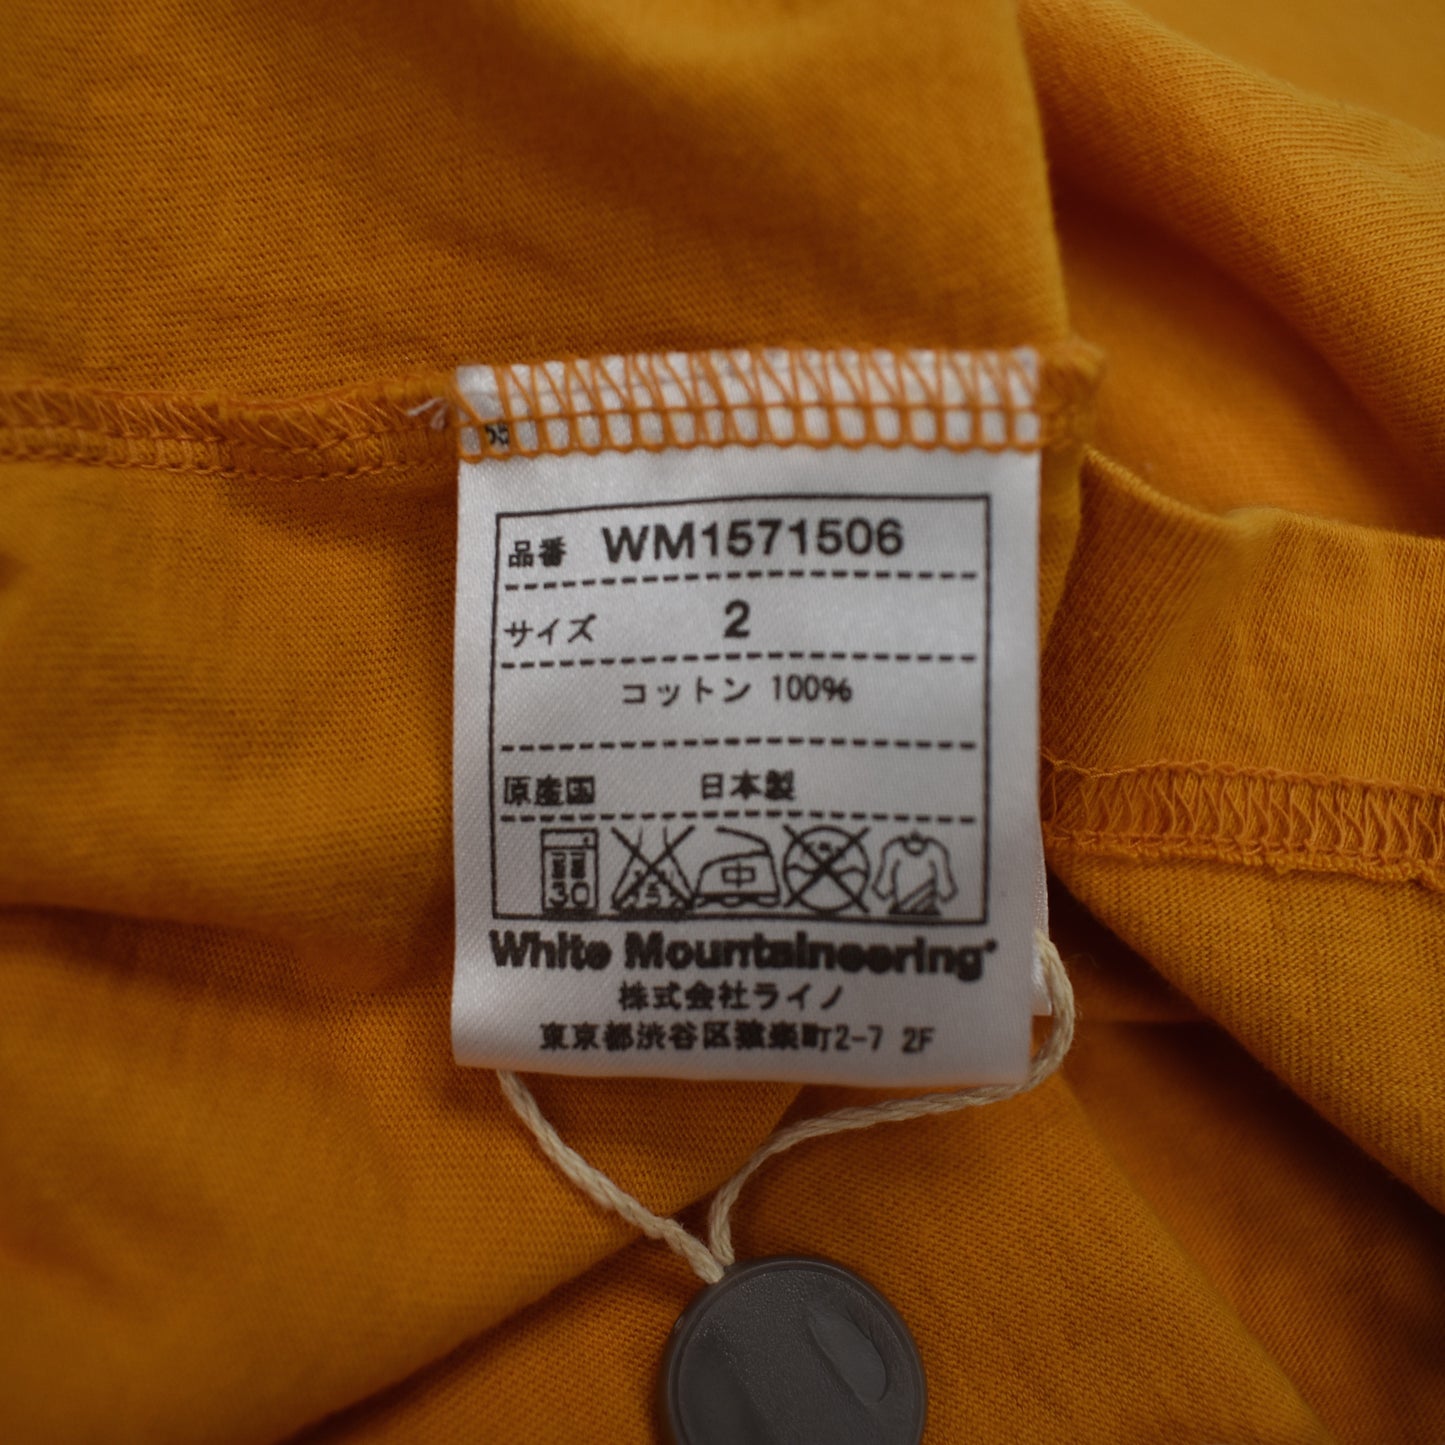 品番 WM1571506
サイズ 2
コットン 100%
原産国 日本製
30 中
White Mountaineering
株式会社ライノ
東京都渋谷区猿楽町2-7 2F